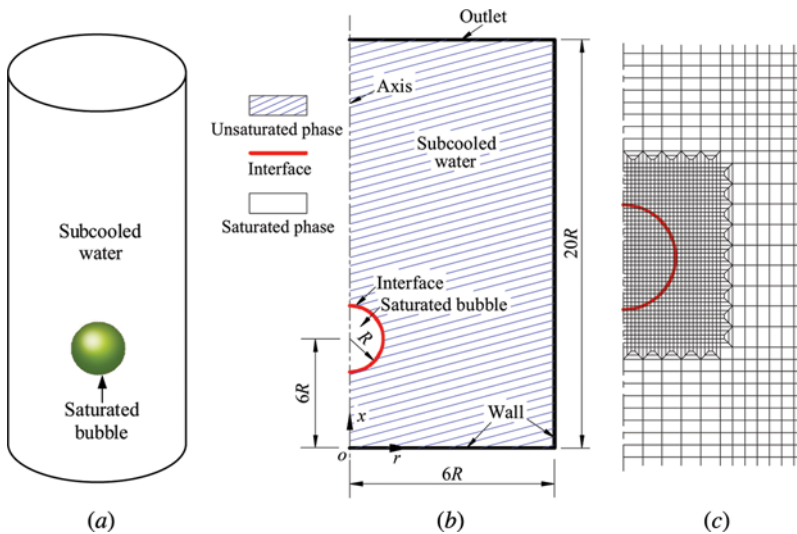 Subcooled
water
Saturated
bubble
(a)
Outlet
Axis
Unsaturated phase
Interface
Saturated phase
Subcooled
water
Interface
Saturated bubble
R
6R
20R
x
Wall
o
r
6R
(b)
(c)